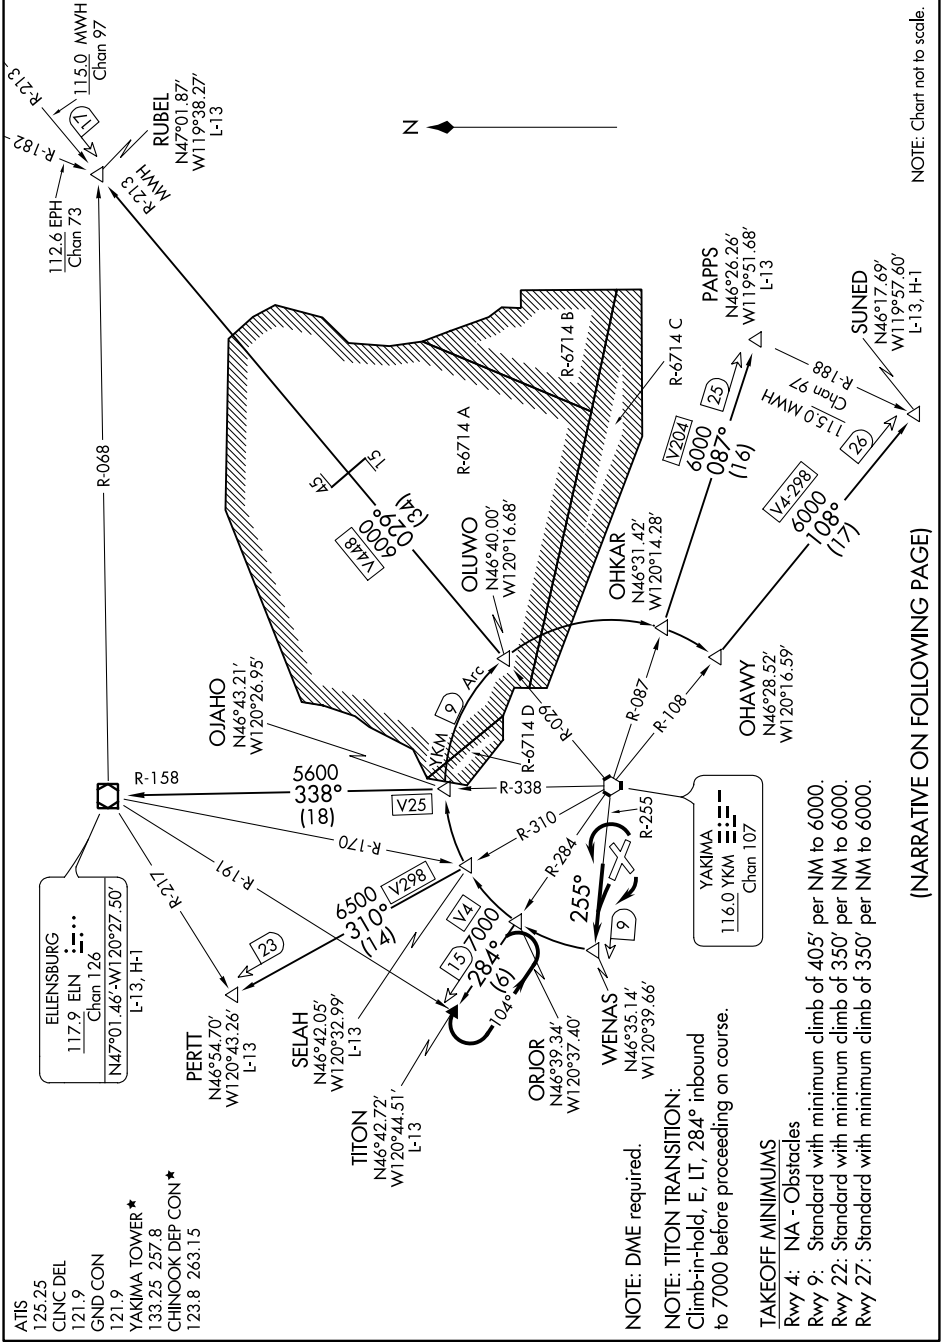 ATIS
125.25
CLNC DEL
121.9
GND CON
121.9
YAKIMA TOWER★
133.25 257.8
CHINOOK DEP CON★
123.8 263.15
ELLENSBURG
117.9 ELN
Chan 126
N47°01.46'-W120°27.50'
L-13, H-1
R-213
115.0 MWH
Chan 97
17
R-182
112.6 EPH
Chan 73
RUBEL
N47°01.87'
W119°38.27'
L-13
R-213
MWH
N
R-068
R-158
R-217
R-191
R-170
5600
338°
(18)
V25
OJAHO
N46°43.21'
W120°26.95'
V448
6000
029°
(34)
45
15
R-6714 A
R-6714 B
R-6714 C
R-6714 D
OLUWO
N46°40.00'
W120°16.68'
YKM
9
Arc
PERTT
N46°54.70'
W120°43.26'
L-13
23
6500
310°
(14)
V298
SELAH
N46°42.05'
W120°32.99'
L-13
TITON
N46°42.72'
W120°44.51'
L-13
15
V4
7000
284°
(6)
104°
ORJOR
N46°39.34'
W120°37.40'
WENAS
N46°35.14'
W120°39.66'
9
255°
R-255
R-284
R-310
R-338
R-029
R-087
R-108
YAKIMA
116.0 YKM
Chan 107
OHKAR
N46°31.42'
W120°14.28'
OHAWY
N46°28.52'
W120°16.59'
V204
6000
087°
(16)
25
PAPPS
N46°26.26'
W119°51.68'
L-13
R-188
115.0 MWH
Chan 97
V4-298
6000
108°
(17)
26
SUNED
N46°17.69'
W119°57.60'
L-13, H-1
NOTE: DME required.
NOTE: TITON TRANSITION:
Climb-in-hold, E, LT, 284° inbound
to 7000 before proceeding on course.
TAKEOFF MINIMUMS
Rwy 4: NA - Obstacles
Rwy 9: Standard with minimum climb of 405' per NM to 6000.
Rwy 22: Standard with minimum climb of 350' per NM to 6000.
Rwy 27: Standard with minimum climb of 350' per NM to 6000.
NOTE: Chart not to scale.
(NARRATIVE ON FOLLOWING PAGE)